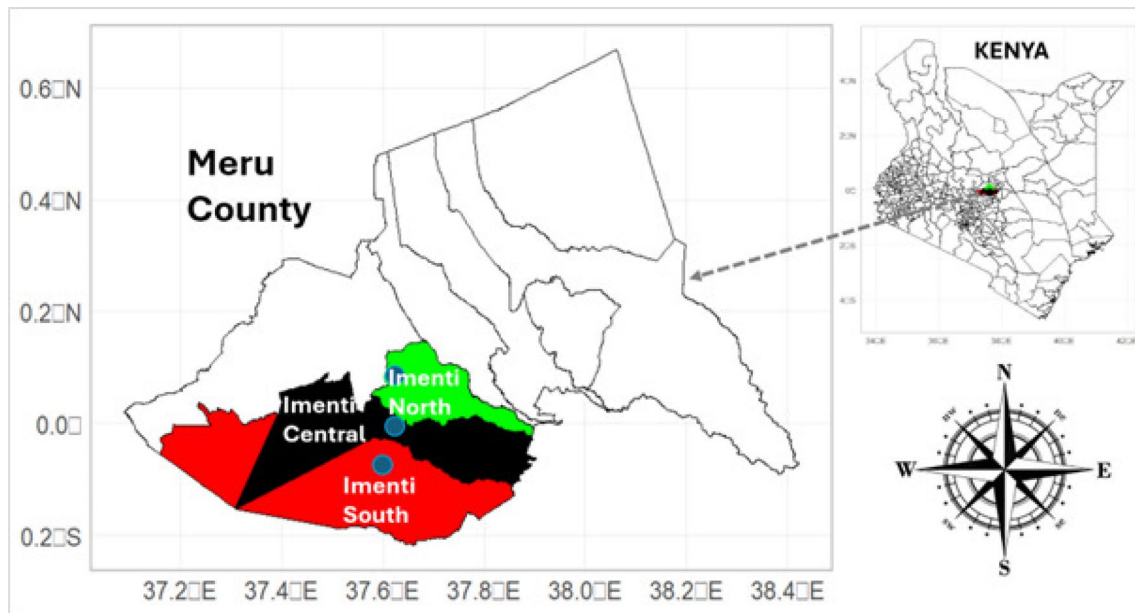 Meru
County
KENYA
0.6□N
0.4□N
0.2□N
0.0□
0.2□S
Imenti
North
Imenti
Central
Imenti
South
37.2□E
37.4□E
37.6□E
37.8□E
38.0□E
38.2□E
38.4□E
N
W
E
S